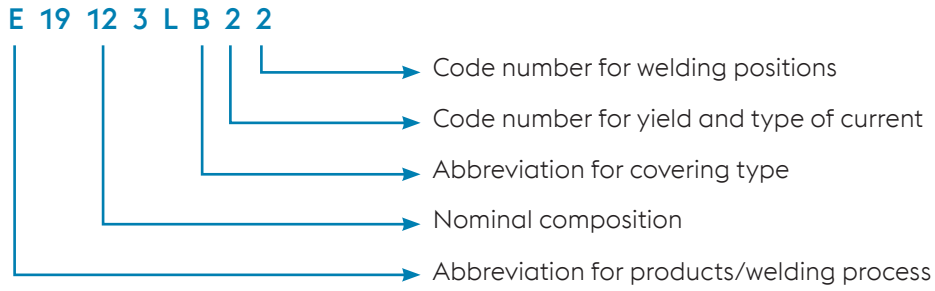 E 19 12 3 L B 2 2
Code number for welding positions
Code number for yield and type of current
Abbreviation for covering type
Nominal composition
Abbreviation for products/welding process